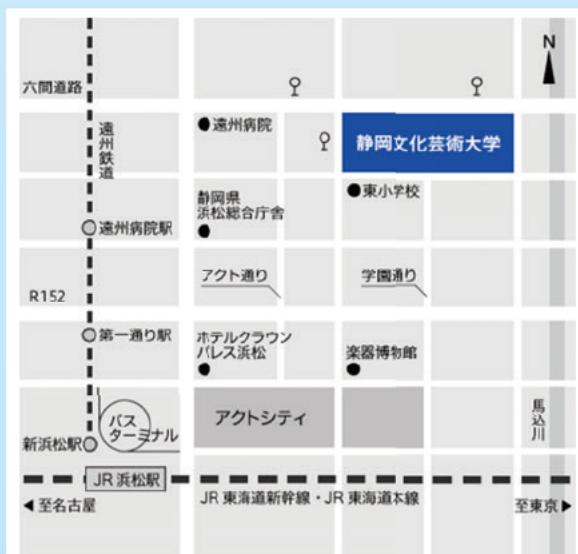 N
六間道路
遠州鉄道
遠州病院
静岡文化芸術大学
静岡県
浜松総合庁舎
東小学校
遠州病院駅
アクト通り
学園通り
R152
第一通り駅
ホテルクラウン
パレス浜松
楽器博物館
バス
ターミナル
アクトシティ
馬込川
新浜松駅
JR 浜松駅
JR 東海道新幹線・JR 東海道本線
至名古屋
至東京